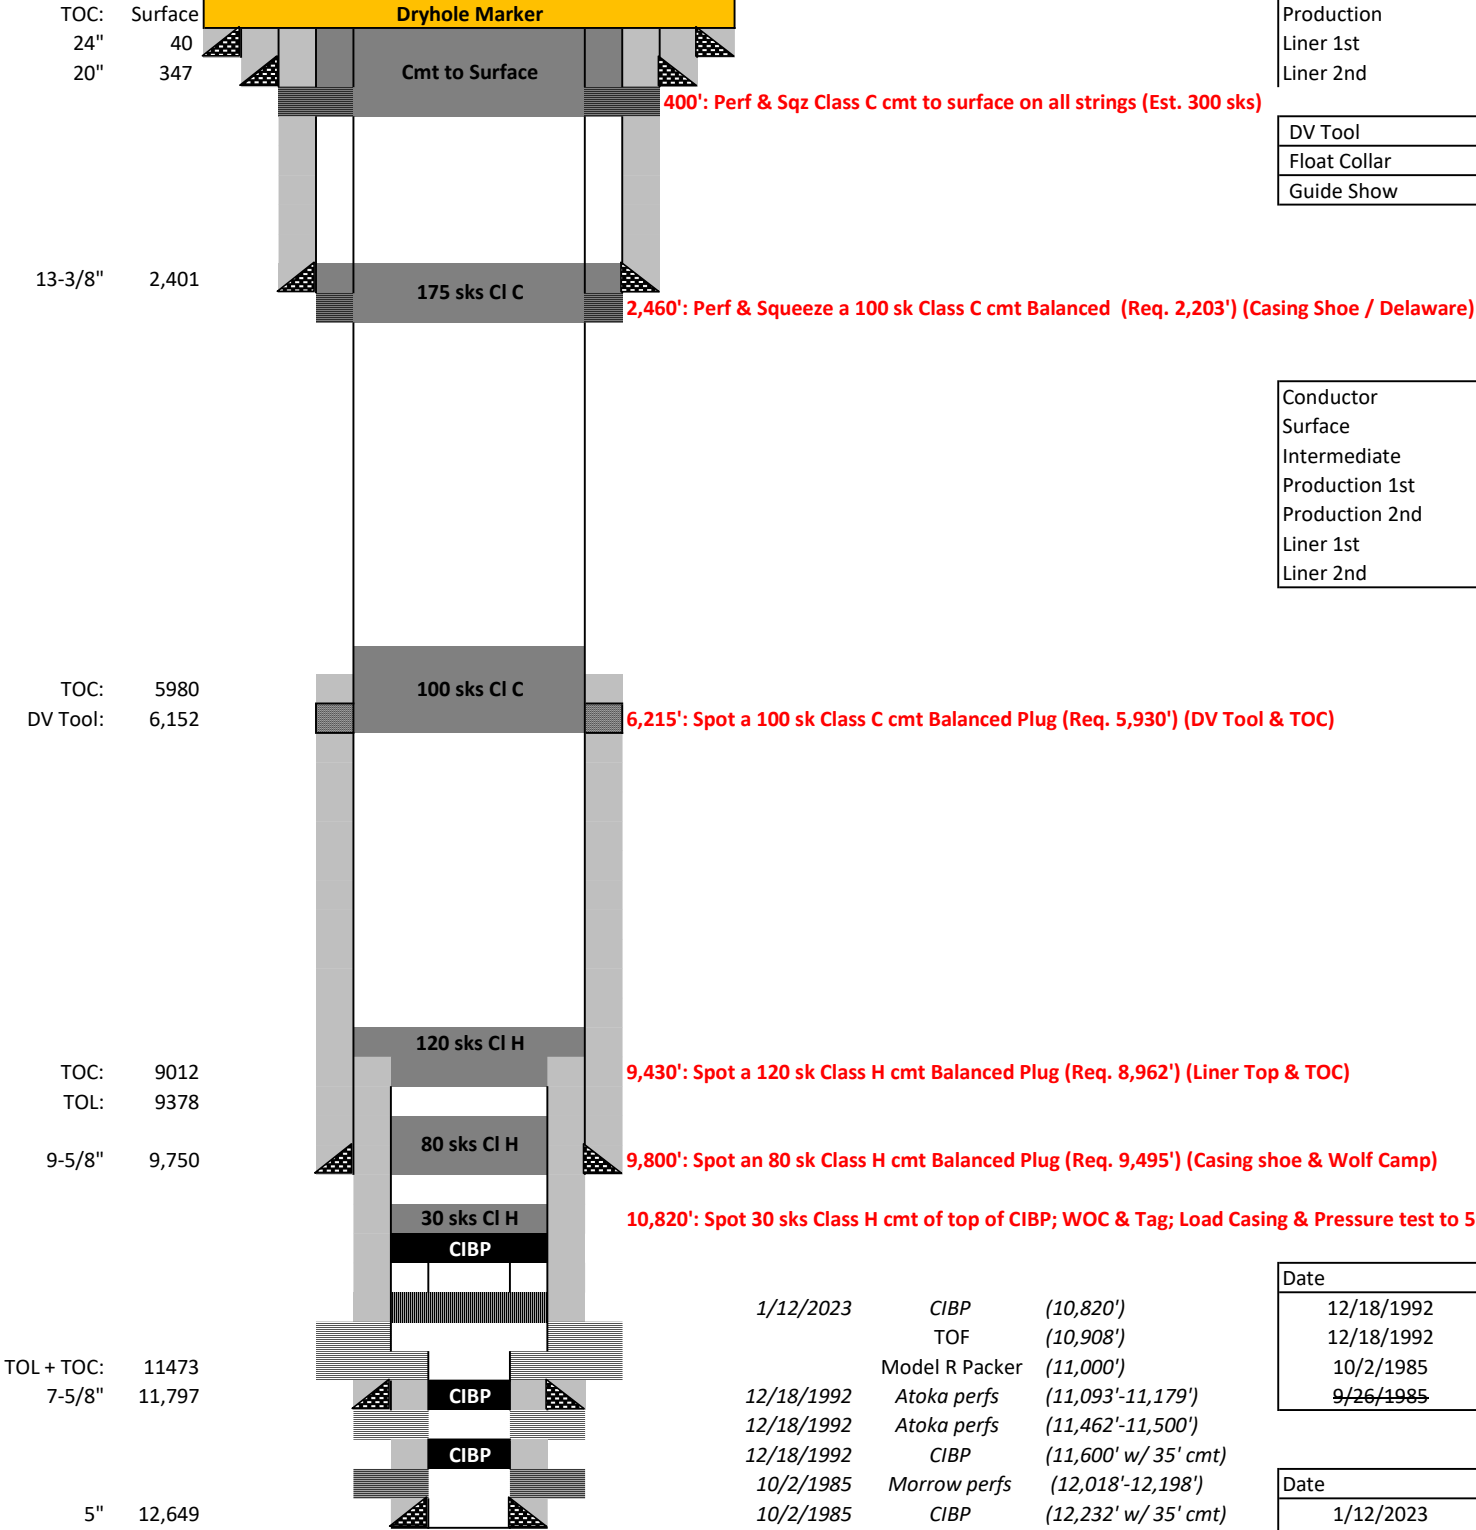 TOC: Surface Dryhole Marker Production
24" 40 Liner 1st
20" 347 Cmt to Surface Liner 2nd
400': Perf & Sqz Class C cmt to surface on all strings (Est. 300 sks)
DV Tool
Float Collar
Guide Show
13-3/8" 2,401
175 sks Cl C
2,460': Perf & Squeeze a 100 sk Class C cmt Balanced (Req. 2,203') (Casing Shoe / Delaware)
Conductor
Surface
Intermediate
Production 1st
Production 2nd
Liner 1st
Liner 2nd
TOC: 5980 100 sks Cl C
DV Tool: 6,152 6,215': Spot a 100 sk Class C cmt Balanced Plug (Req. 5,930') (DV Tool & TOC)
120 sks Cl H
TOC: 9012 9,430': Spot a 120 sk Class H cmt Balanced Plug (Req. 8,962') (Liner Top & TOC)
TOL: 9378
80 sks Cl H
9-5/8" 9,750 9,800': Spot an 80 sk Class H cmt Balanced Plug (Req. 9,495') (Casing shoe & Wolf Camp)
30 sks Cl H 10,820': Spot 30 sks Class H cmt of top of CIBP; WOC & Tag; Load Casing & Pressure test to 5
CIBP
Date
1/12/2023 CIBP (10,820') 12/18/1992
TOF (10,908') 12/18/1992
TOL + TOC: 11473 Model R Packer (11,000') 10/2/1985
7-5/8" 11,797 CIBP 12/18/1992 Atoka perfs (11,093'-11,179') 9/26/1985
12/18/1992 Atoka perfs (11,462'-11,500')
CIBP 12/18/1992 CIBP (11,600' w/ 35' cmt)
10/2/1985 Morrow perfs (12,018'-12,198') Date
5" 12,649 10/2/1985 CIBP (12,232' w/ 35' cmt) 1/12/2023